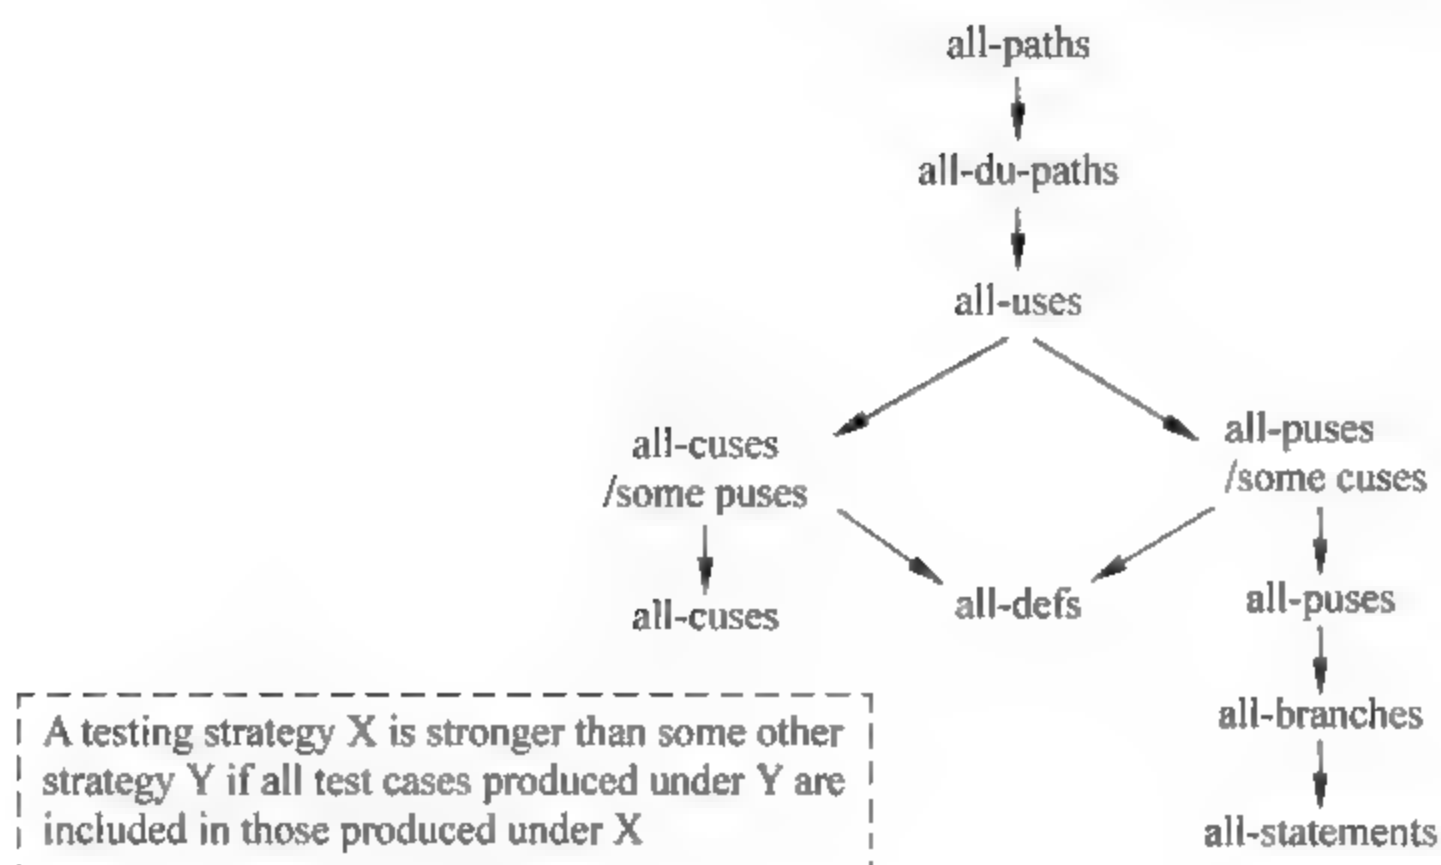 all-paths
all-du-paths
all-uses
all-cuses
/some puses
all-puses
/some cuses
all-cuses
all-defs
all-puses
all-branches
all-statements
A testing strategy X is stronger than some other
strategy Y if all test cases produced under Y are
included in those produced under X